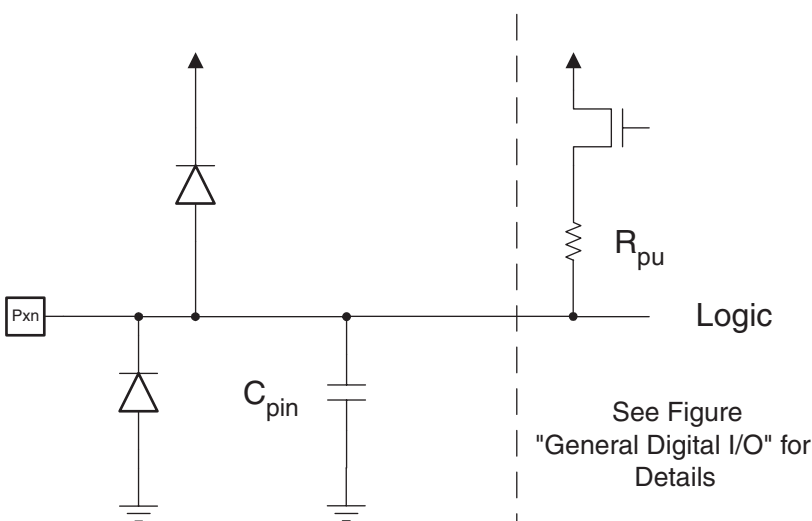 R_pu
Pxn
Logic
C_pin
See Figure
"General Digital I/O" for
Details